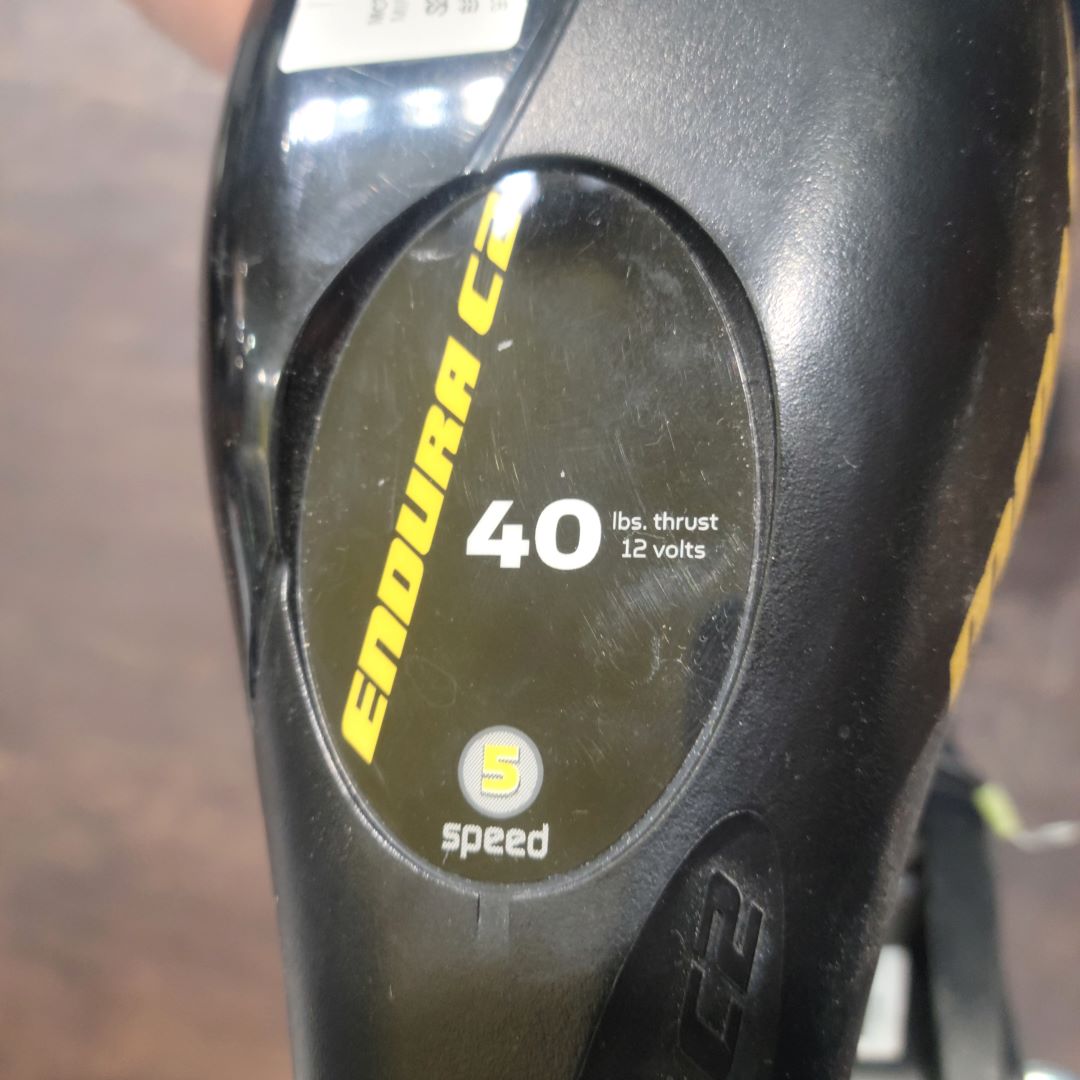 ENDURA C2
40 lbs. thrust
12 volts
5
speed
C2